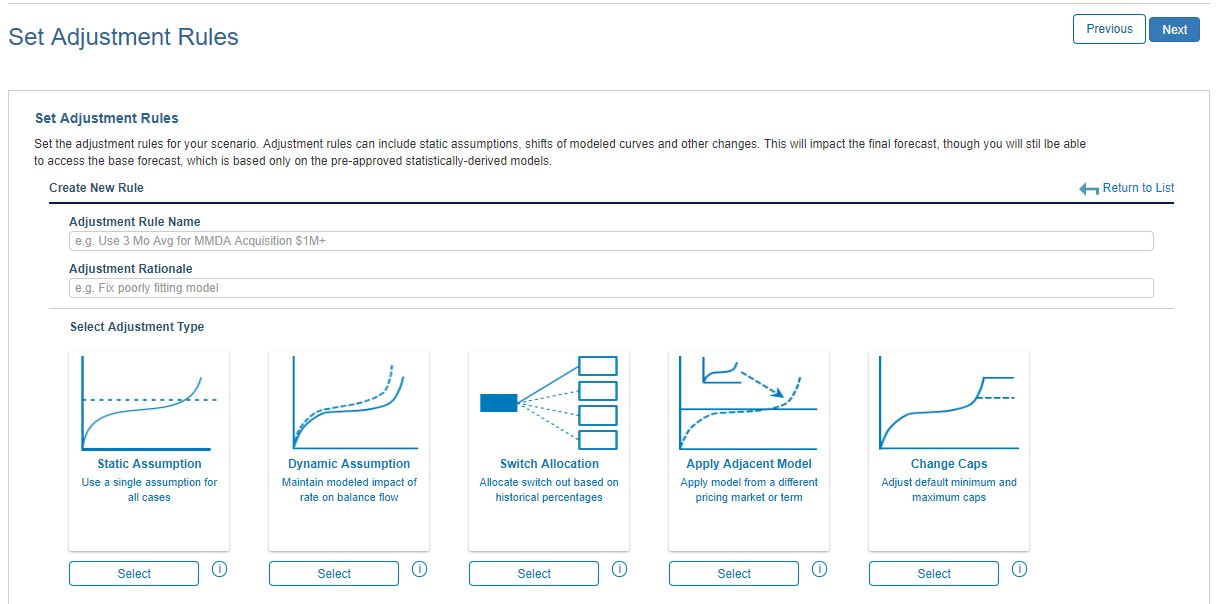 Set Adjustment Rules
Previous
Next
Set Adjustment Rules
Set the adjustment rules for your scenario. Adjustment rules can include static assumptions, shifts of modeled curves and other changes. This will impact the final forecast, though you will stil lbe able
to access the base forecast, which is based only on the pre-approved statistically-derived models.
Create New Rule
Return to List
Adjustment Rule Name
e.g. Use 3 Mo Avg for MMDA Acquisition $1M+
Adjustment Rationale
e.g. Fix poorly fitting model
Select Adjustment Type
Static Assumption
Use a single assumption for
all cases
Select
i
Dynamic Assumption
Maintain modeled impact of
rate on balance flow
Select
i
Switch Allocation
Allocate switch out based on
historical percentages
Select
i
Apply Adjacent Model
Apply model from a different
pricing market or term
Select
i
Change Caps
Adjust default minimum and
maximum caps
Select
i